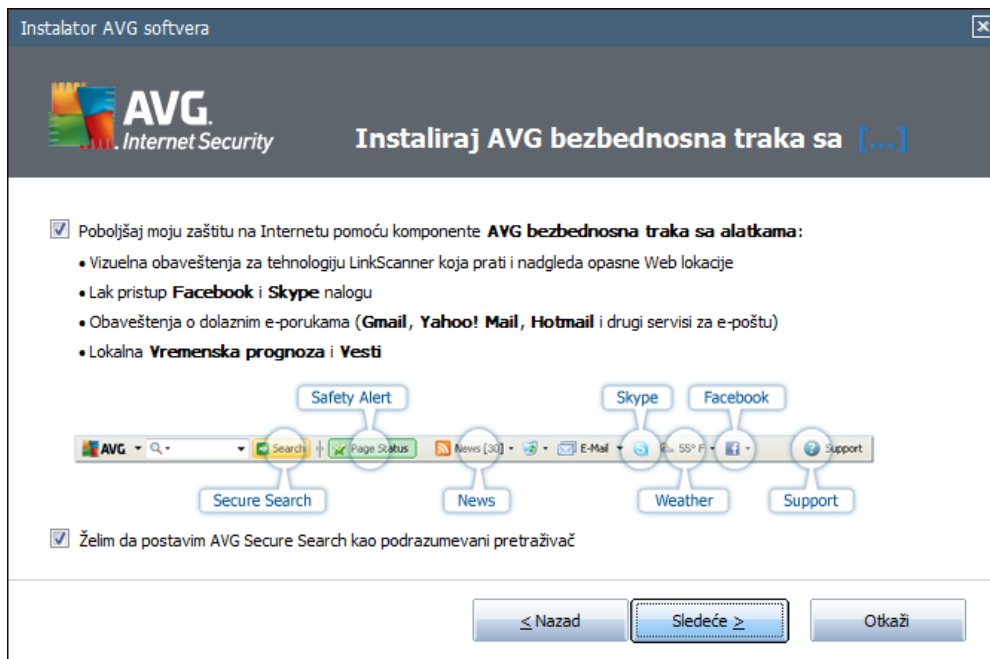 Instalator AVG softvera
AVG.
Internet Security
Instaliraj AVG bezbednosna traka sa [...]
Poboljšaj moju zaštitu na Internetu pomoću komponente AVG bezbednosna traka sa alatkama:
• Vizuelna obaveštenja za tehnologiju LinkScanner koja prati i nadgleda opasne Web lokacije
• Lak pristup Facebook i Skype nalogu
• Obaveštenja o dolaznim e-porukama (Gmail, Yahoo! Mail, Hotmail i drugi servisi za e-poštu)
• Lokalna Vremenska prognoza i Vesti
Safety Alert Skype Facebook
AVG Search Page Status News [30] E-Mail 55° F Support
Secure Search News Weather Support
Želim da postavim AVG Secure Search kao podrazumevani pretraživač
< Nazad Sledeće > Otkaži